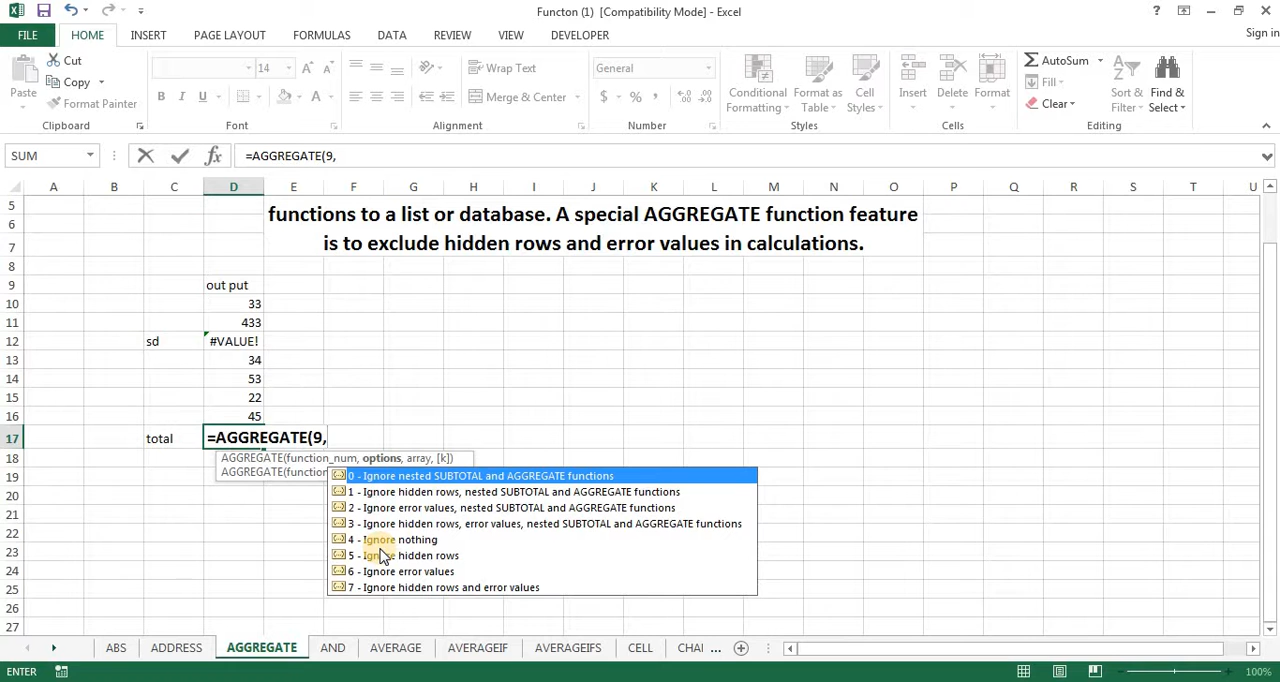 Functon (1) [Compatibility Mode] - Excel
?
FILE HOME INSERT PAGE LAYOUT FORMULAS DATA REVIEW VIEW DEVELOPER Sign in
Paste Cut Copy Format Painter
14 A A
B I U A
Wrap Text
Merge & Center
General
$ % ,
Conditional Formatting Format as Table Cell Styles
Insert Delete Format
AutoSum Fill Clear
Sort & Filter Find & Select
Clipboard Font Alignment Number Styles Cells Editing
SUM fx =AGGREGATE(9,
A B C D E F G H I J K L M N O P Q R S T U
5
functions to a list or database. A special AGGREGATE function feature
6
7 is to exclude hidden rows and error values in calculations.
8
9 out put
10 33
11 433
12 sd #VALUE!
13 34
14 53
15 22
16 45
17 total =AGGREGATE(9,
18 AGGREGATE(function_num, options, array, [k])
19 AGGREGATE(function
0 - Ignore nested SUBTOTAL and AGGREGATE functions
20 1 - Ignore hidden rows, nested SUBTOTAL and AGGREGATE functions
21 2 - Ignore error values, nested SUBTOTAL and AGGREGATE functions
22 3 - Ignore hidden rows, error values, nested SUBTOTAL and AGGREGATE functions
4 - Ignore nothing
23 5 - Ignore hidden rows
24 6 - Ignore error values
25 7 - Ignore hidden rows and error values
26
27
ABS ADDRESS AGGREGATE AND AVERAGE AVERAGEIF AVERAGEIFS CELL CHAI ...
ENTER 100%